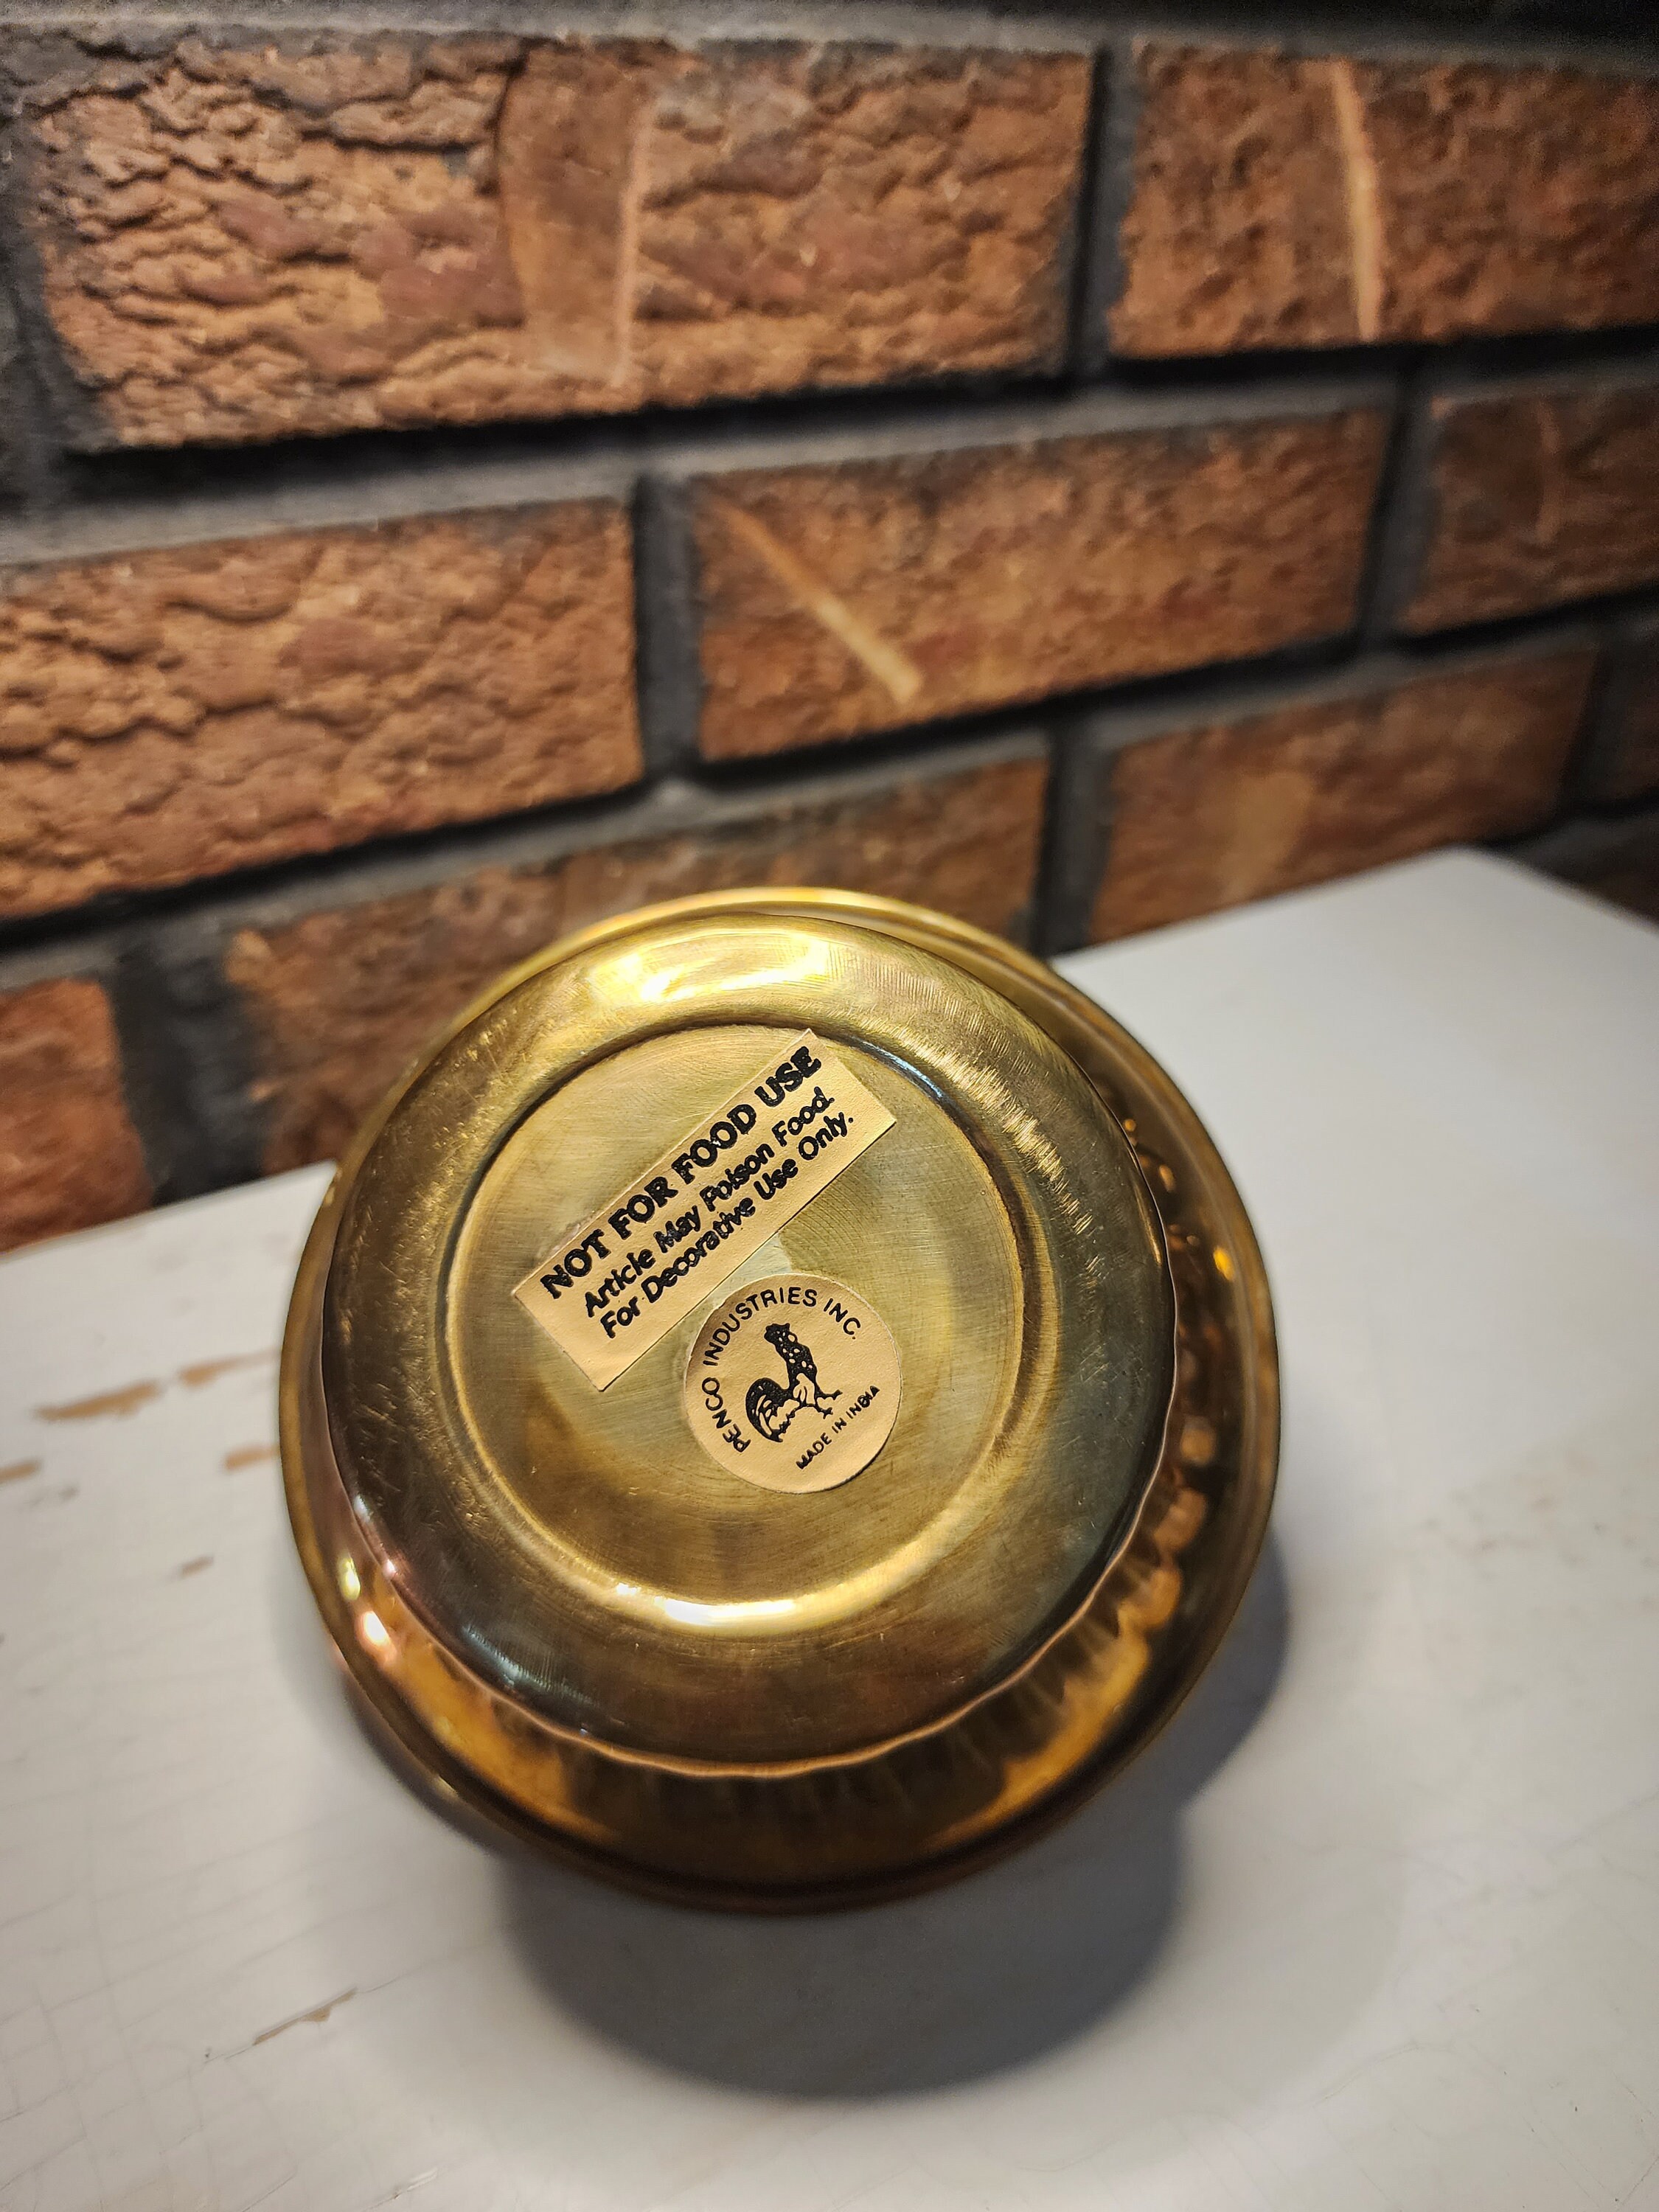 NOT FOR FOOD USE
Article May Poison Food.
For Decorative Use Only.
PENCO INDUSTRIES INC.
MADE IN INDIA